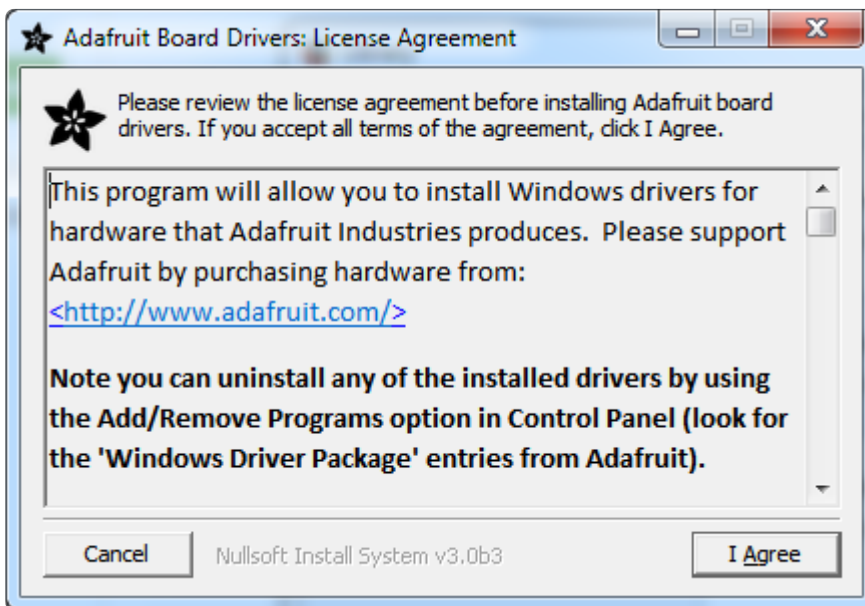 Adafruit Board Drivers: License Agreement
Please review the license agreement before installing Adafruit board
drivers. If you accept all terms of the agreement, click I Agree.
This program will allow you to install Windows drivers for
hardware that Adafruit Industries produces.  Please support
Adafruit by purchasing hardware from:
<http://www.adafruit.com/>
Note you can uninstall any of the installed drivers by using
the Add/Remove Programs option in Control Panel (look for
the 'Windows Driver Package' entries from Adafruit).
Cancel
Nullsoft Install System v3.0b3
I Agree